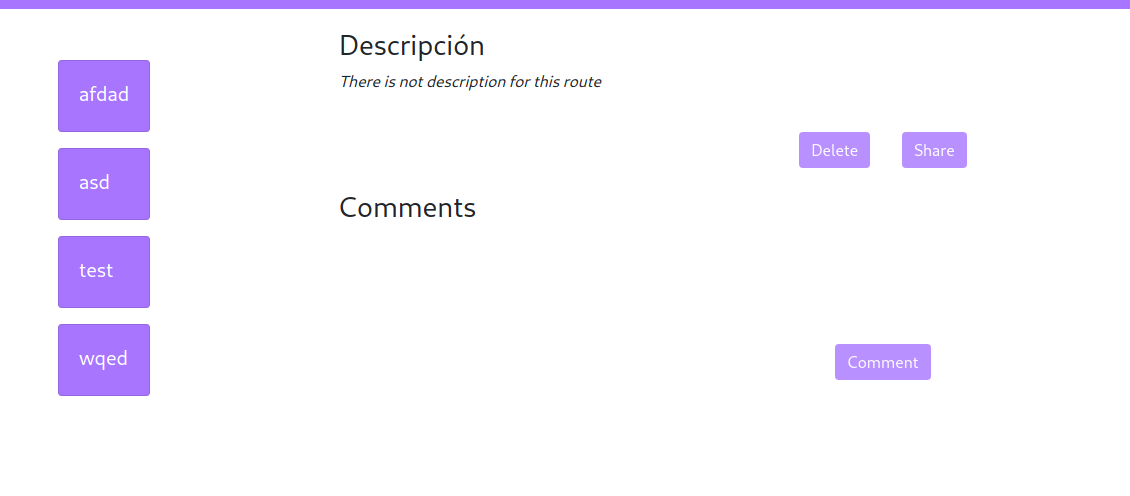 afdad
asd
test
wqed
Descripción
There is not description for this route
Delete Share
Comments
Comment